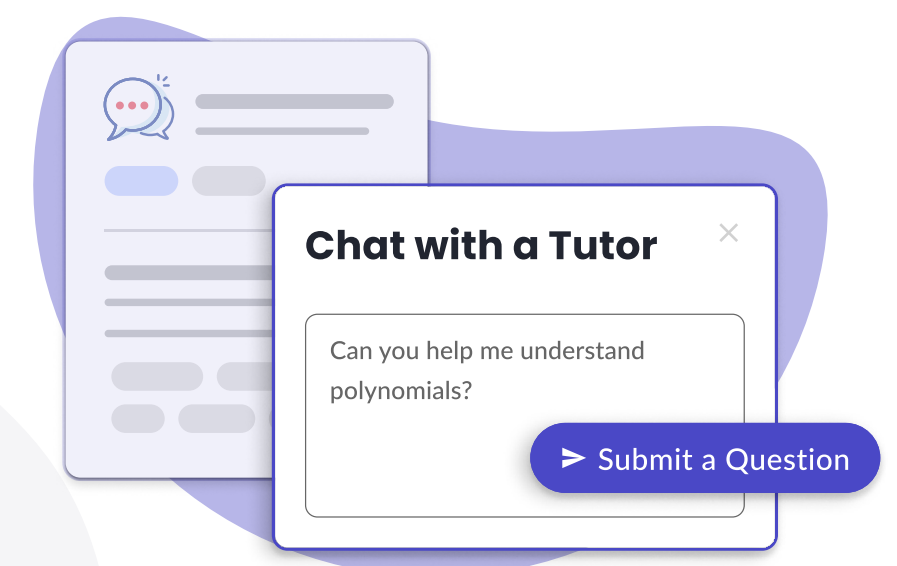 Chat with a Tutor
Can you help me understand
polynomials?
Submit a Question